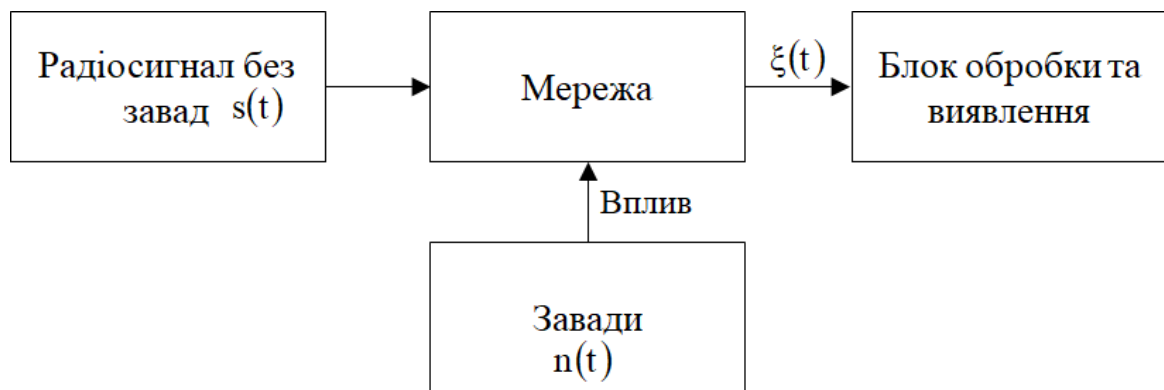 Радіосигнал без
завад s(t)
Мережа
ξ(t)
Блок обробки та
виявлення
Вплив
Завади
n(t)